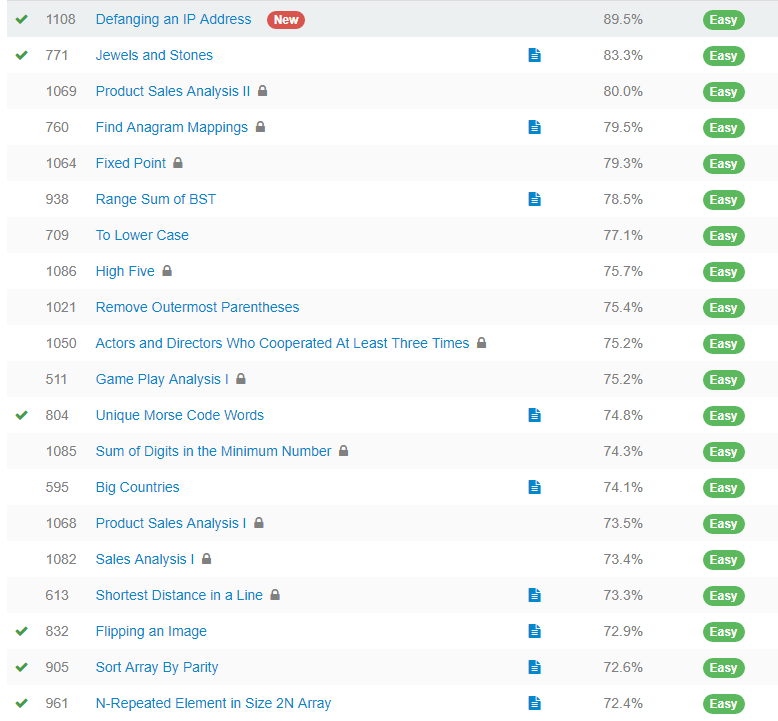 1108 Defanging an IP Address New 89.5% Easy
771 Jewels and Stones 83.3% Easy
1069 Product Sales Analysis II 80.0% Easy
760 Find Anagram Mappings 79.5% Easy
1064 Fixed Point 79.3% Easy
938 Range Sum of BST 78.5% Easy
709 To Lower Case 77.1% Easy
1086 High Five 75.7% Easy
1021 Remove Outermost Parentheses 75.4% Easy
1050 Actors and Directors Who Cooperated At Least Three Times 75.2% Easy
511 Game Play Analysis I 75.2% Easy
804 Unique Morse Code Words 74.8% Easy
1085 Sum of Digits in the Minimum Number 74.3% Easy
595 Big Countries 74.1% Easy
1068 Product Sales Analysis I 73.5% Easy
1082 Sales Analysis I 73.4% Easy
613 Shortest Distance in a Line 73.3% Easy
832 Flipping an Image 72.9% Easy
905 Sort Array By Parity 72.6% Easy
961 N-Repeated Element in Size 2N Array 72.4% Easy